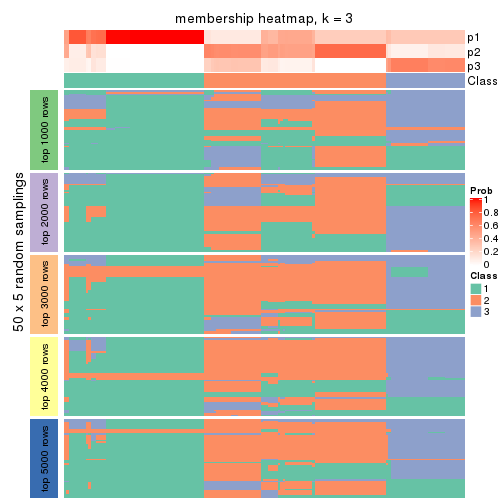 membership heatmap, k = 3
p1
p2
p3
Class
50 x 5 random samplings
top 1000 rows
top 2000 rows
top 3000 rows
top 4000 rows
top 5000 rows
Prob
1
0.8
0.6
0.4
0.2
0
Class
1
2
3